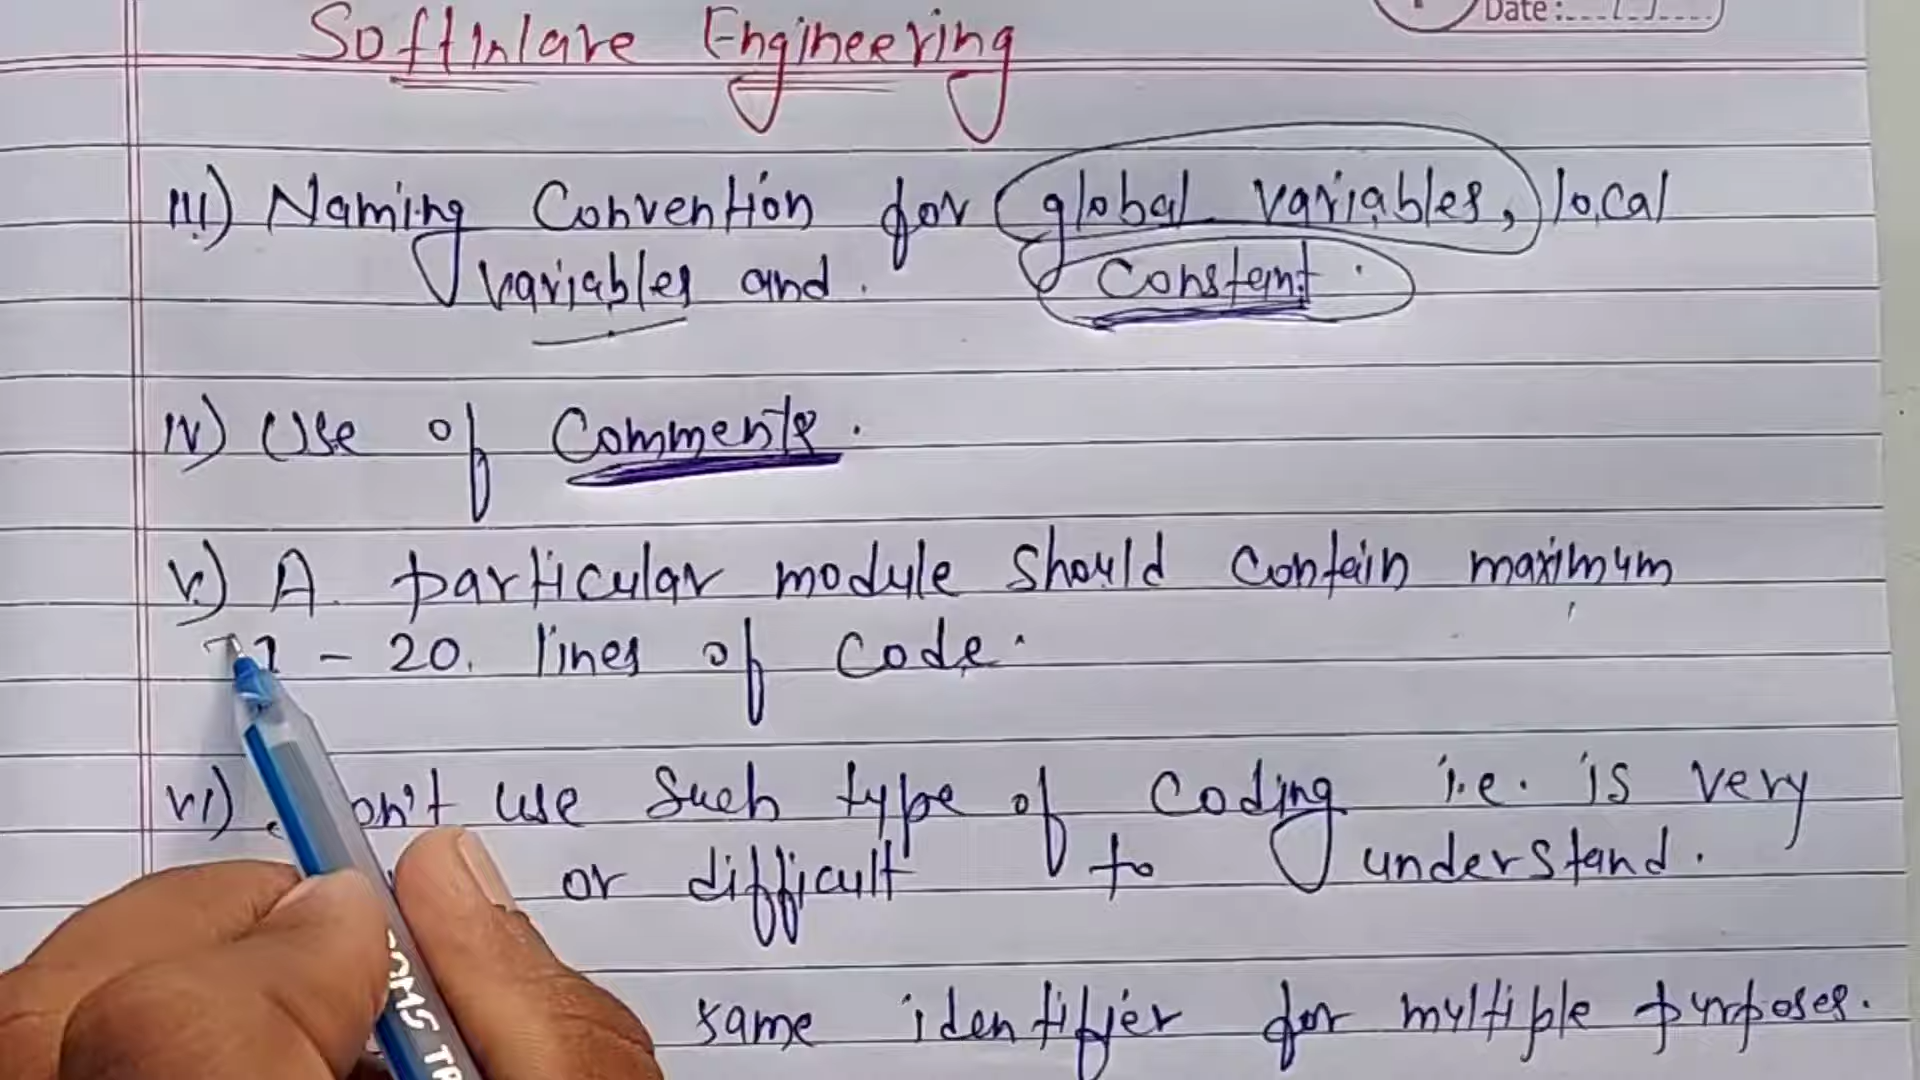 Software Engineering
Date :
III) Naming Convention for global variables, local
variables and Constant.
IV) Use of Comments.
V.) A particular module should contain maximum
- 20. lines of code.
VI) use such type of coding i.e. is very
or difficult to understand.
same identifier for multiple purposes.